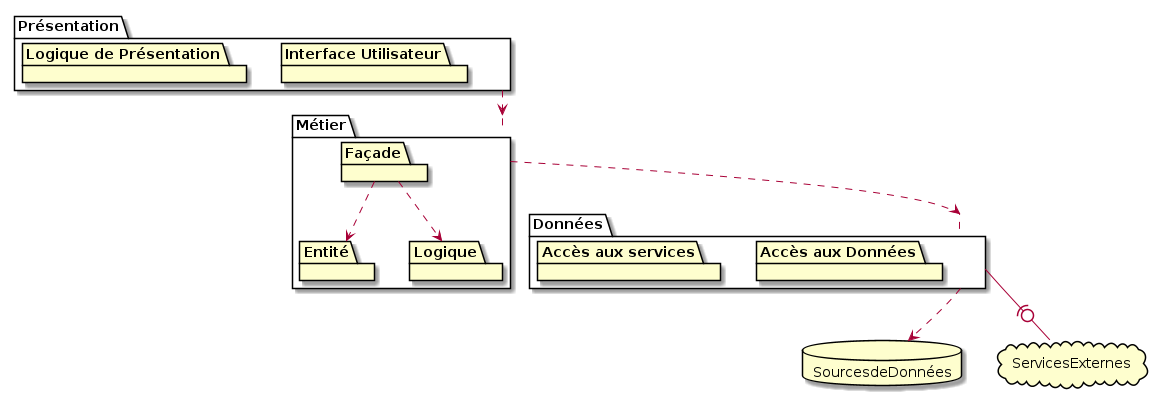 Présentation
Logique de Présentation
Interface Utilisateur
Métier
Façade
Entité
Logique
Données
Accès aux services
Accès aux Données
SourcesdeDonnées
ServicesExternes